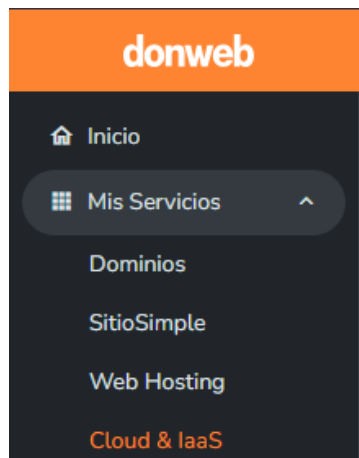 donweb
Inicio
Mis Servicios
Dominios
SitioSimple
Web Hosting
Cloud & IaaS